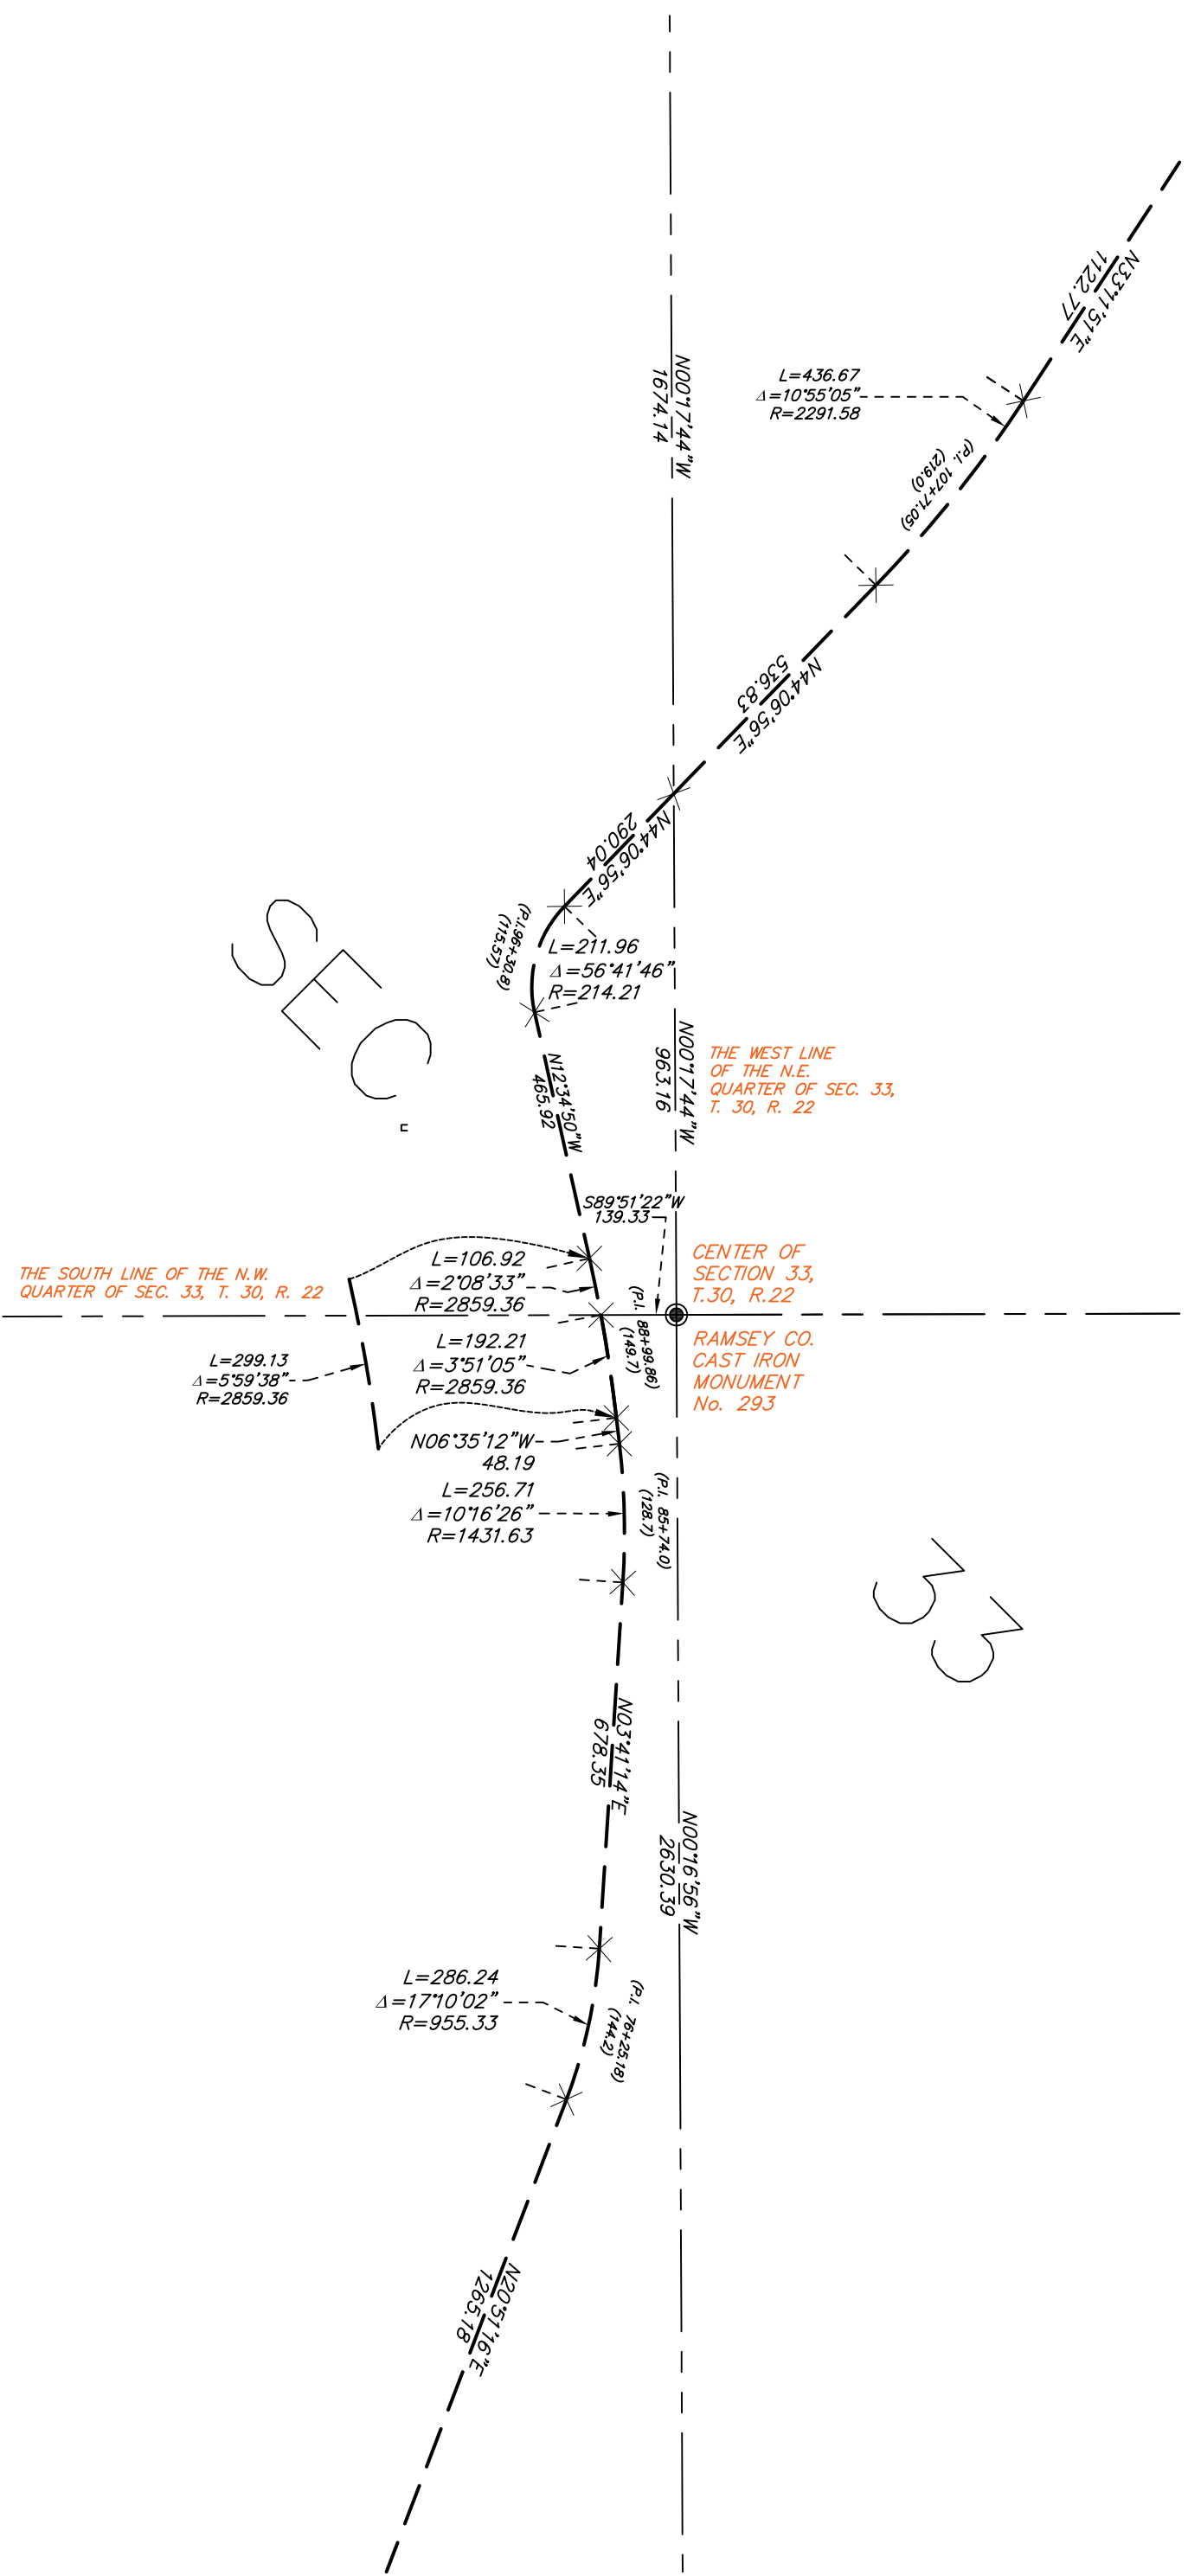 N33°11'51"E
1122.77
N00°17'44"W
1674.14
L=436.67
Δ=10°55'05"
R=2291.58
(P.I. 107+71.05)
(219.0)
N44°06'56"E
536.83
N44°06'56"E
290.04
(P.I.96+30.8)
(115.57)
L=211.96
Δ=56°41'46"
R=214.21
SEC.
N12°34'50"W
465.92
N00°17'44"W
963.16
THE WEST LINE
OF THE N.E.
QUARTER OF SEC. 33,
T. 30, R. 22
S89°51'22"W
139.33
THE SOUTH LINE OF THE N.W.
QUARTER OF SEC. 33, T. 30, R. 22
L=106.92
Δ=2°08'33"
R=2859.36
CENTER OF
SECTION 33,
T.30, R.22
(P.I. 88+99.86)
(149.7)
L=192.21
Δ=3°51'05"
R=2859.36
RAMSEY CO.
CAST IRON
MONUMENT
No. 293
L=299.13
Δ=5°59'38"
R=2859.36
N06°35'12"W
48.19
L=256.71
Δ=10°16'26"
R=1431.63
(P.I. 85+74.0)
(128.7)
33
N03°41'14"E
678.35
N00°16'56"W
2630.39
L=286.24
Δ=17°10'02"
R=955.33
(P.I. 76+25.18)
(144.2)
N20°51'16"E
1265.18